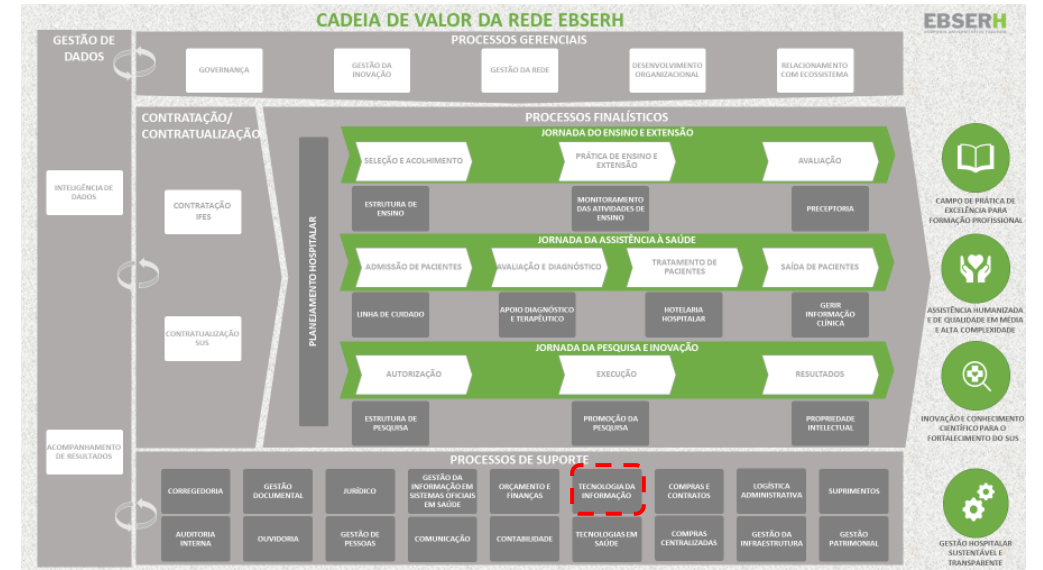 CADEIA DE VALOR DA REDE EBSERH
EBSERH
GESTÃO DE
DADOS
INTELIGÊNCIA DE
DADOS
ACOMPANHAMENTO
DE RESULTADOS
PROCESSOS GERENCIAIS
GOVERNANÇA
GESTÃO DA
INOVAÇÃO
GESTÃO DA REDE
DESENVOLVIMENTO
ORGANIZACIONAL
RELACIONAMENTO
COM ECOSSISTEMA
CONTRATAÇÃO/
CONTRATUALIZAÇÃO
CONTRATAÇÃO
IFES
CONTRATUALIZAÇÃO
SUS
PROCESSOS FINALÍSTICOS
PLANEJAMENTO HOSPITALAR
JORNADA DO ENSINO E EXTENSÃO
SELEÇÃO E ACOLHIMENTO
PRÁTICA DE ENSINO E
EXTENSÃO
AVALIAÇÃO
ESTRUTURA DE
ENSINO
MONITORAMENTO
DAS ATIVIDADES DE
ENSINO
PRECEPTORIA
JORNADA DA ASSISTÊNCIA À SAÚDE
ADMISSÃO DE PACIENTES
AVALIAÇÃO E DIAGNÓSTICO
TRATAMENTO DE
PACIENTES
SAÍDA DE PACIENTES
LINHA DE CUIDADO
APOIO DIAGNÓSTICO
E TERAPÊUTICO
HOTELARIA
HOSPITALAR
GERIR
INFORMAÇÃO
CLÍNICA
JORNADA DA PESQUISA E INOVAÇÃO
AUTORIZAÇÃO
EXECUÇÃO
RESULTADOS
ESTRUTURA DE
PESQUISA
PROMOÇÃO DA
PESQUISA
PROPRIEDADE
INTELECTUAL
PROCESSOS DE SUPORTE
CORREGEDORIA
GESTÃO
DOCUMENTAL
JURÍDICO
GESTÃO DA
INFORMAÇÃO EM
SISTEMAS OFICIAIS
EM SAÚDE
ORÇAMENTO E
FINANÇAS
TECNOLOGIA DA
INFORMAÇÃO
COMPRAS E
CONTRATOS
LOGÍSTICA
ADMINISTRATIVA
SUPRIMENTOS
AUDITORIA
INTERNA
OUVIDORIA
GESTÃO DE
PESSOAS
COMUNICAÇÃO
CONTABILIDADE
TECNOLOGIAS EM
SAÚDE
COMPRAS
CENTRALIZADAS
GESTÃO DA
INFRAESTRUTURA
GESTÃO
PATRIMONIAL
CAMPO DE PRÁTICA DE
EXCELÊNCIA PARA
FORMAÇÃO PROFISSIONAL
ASSISTÊNCIA HUMANIZADA
E DE QUALIDADE EM MÉDIA
E ALTA COMPLEXIDADE
INOVAÇÃO E CONHECIMENTO
CIENTÍFICO PARA O
FORTALECIMENTO DO SUS
GESTÃO HOSPITALAR
SUSTENTÁVEL E
TRANSPARENTE